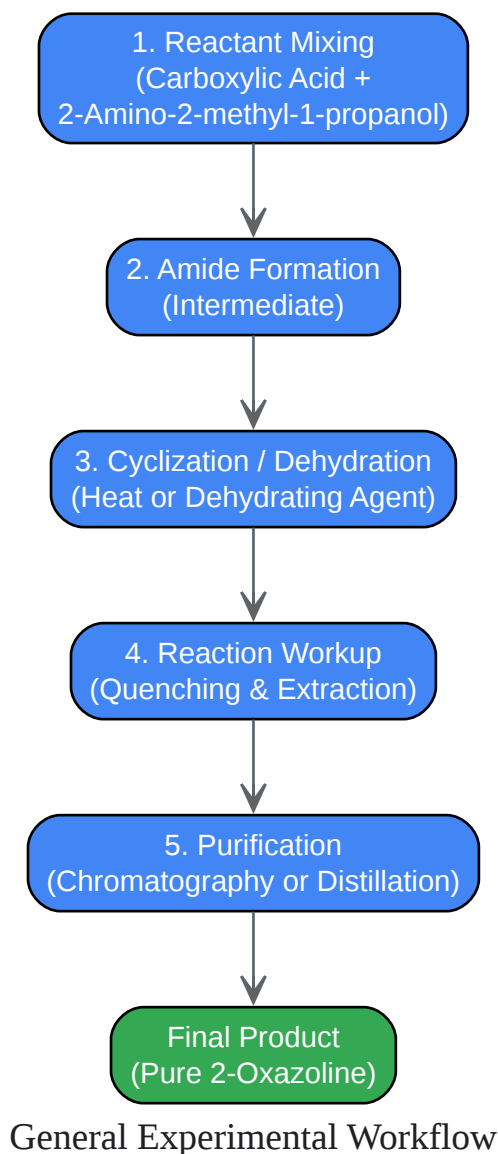 1. Reactant Mixing
(Carboxylic Acid +
2-Amino-2-methyl-1-propanol)
2. Amide Formation
(Intermediate)
3. Cyclization / Dehydration
(Heat or Dehydrating Agent)
4. Reaction Workup
(Quenching & Extraction)
5. Purification
(Chromatography or Distillation)
Final Product
(Pure 2-Oxazoline)
General Experimental Workflow